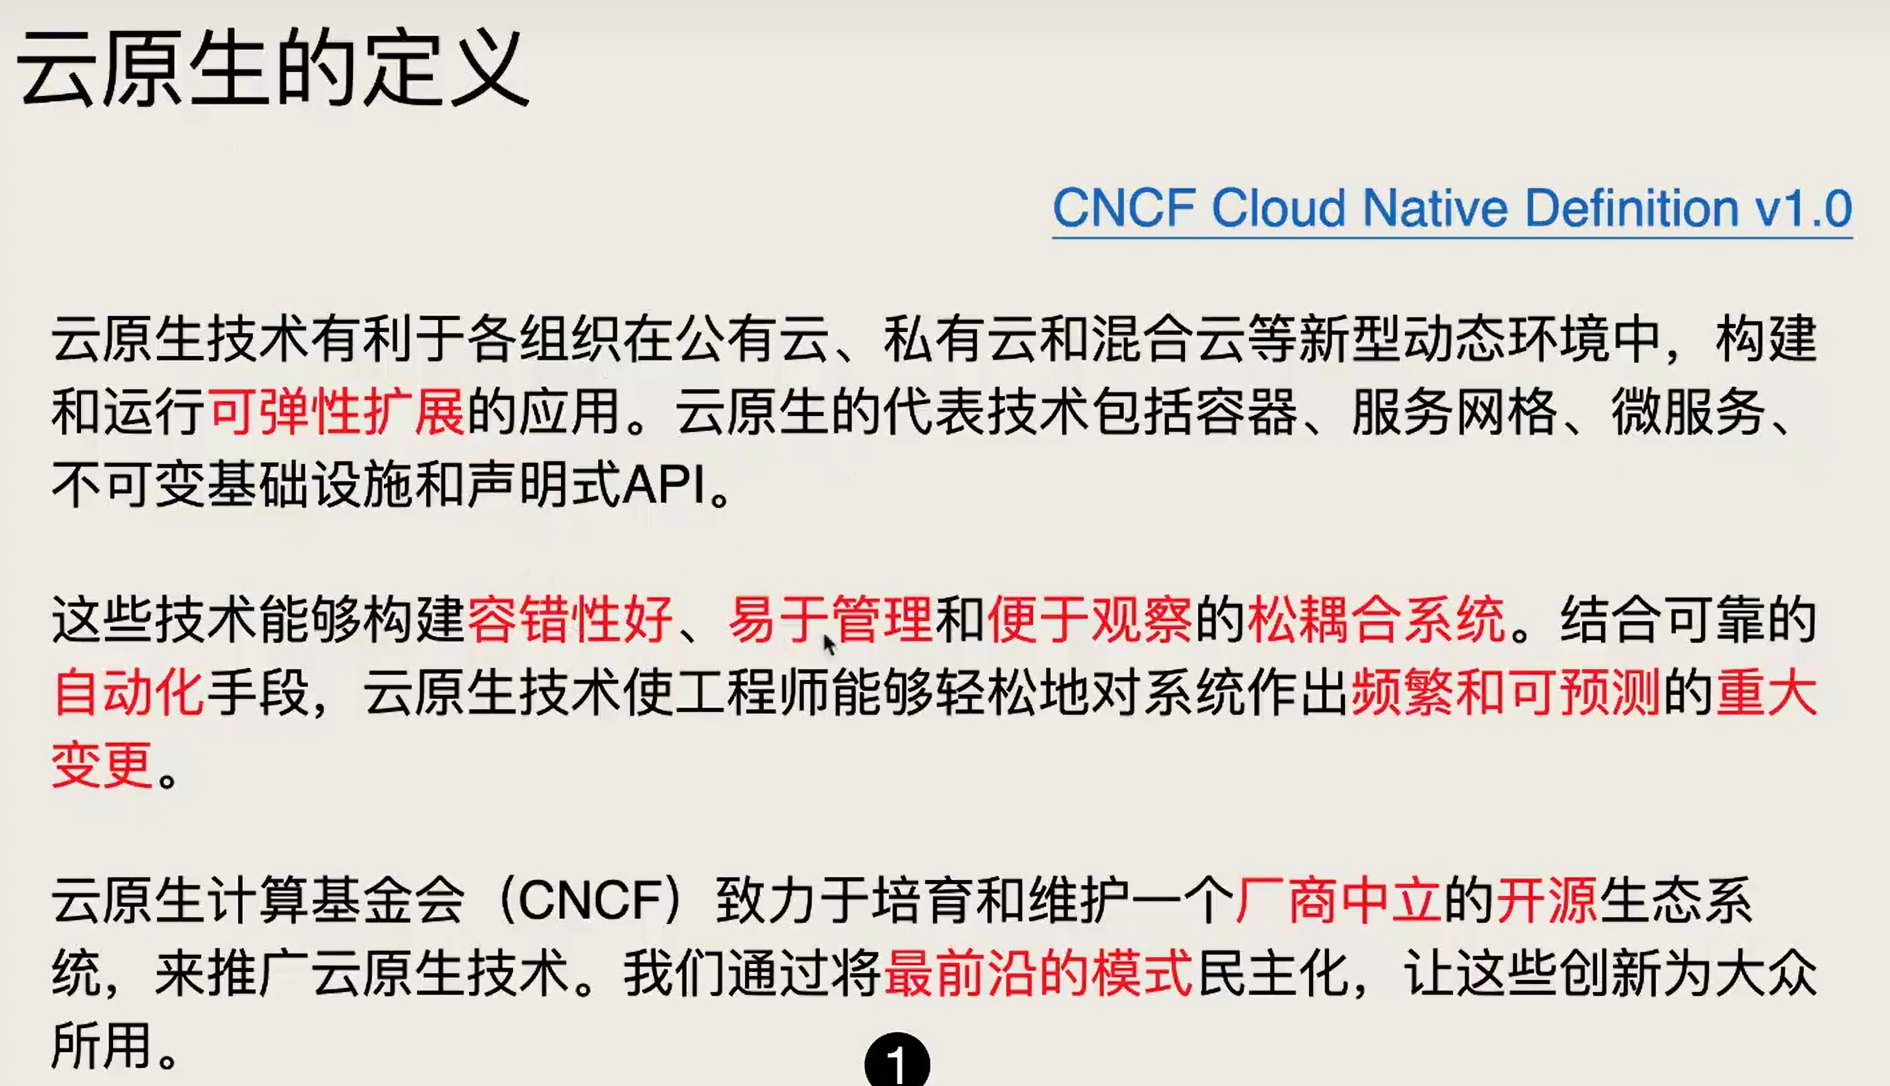 云原生的定义
CNCF Cloud Native Definition v1.0
云原生技术有利于各组织在公有云、私有云和混合云等新型动态环境中，构建
和运行可弹性扩展的应用。云原生的代表技术包括容器、服务网格、微服务、
不可变基础设施和声明式API。
这些技术能够构建容错性好、易于管理和便于观察的松耦合系统。结合可靠的
自动化手段，云原生技术使工程师能够轻松地对系统作出频繁和可预测的重大
变更。
云原生计算基金会（CNCF）致力于培育和维护一个厂商中立的开源生态系
统，来推广云原生技术。我们通过将最前沿的模式民主化，让这些创新为大众
所用。
1